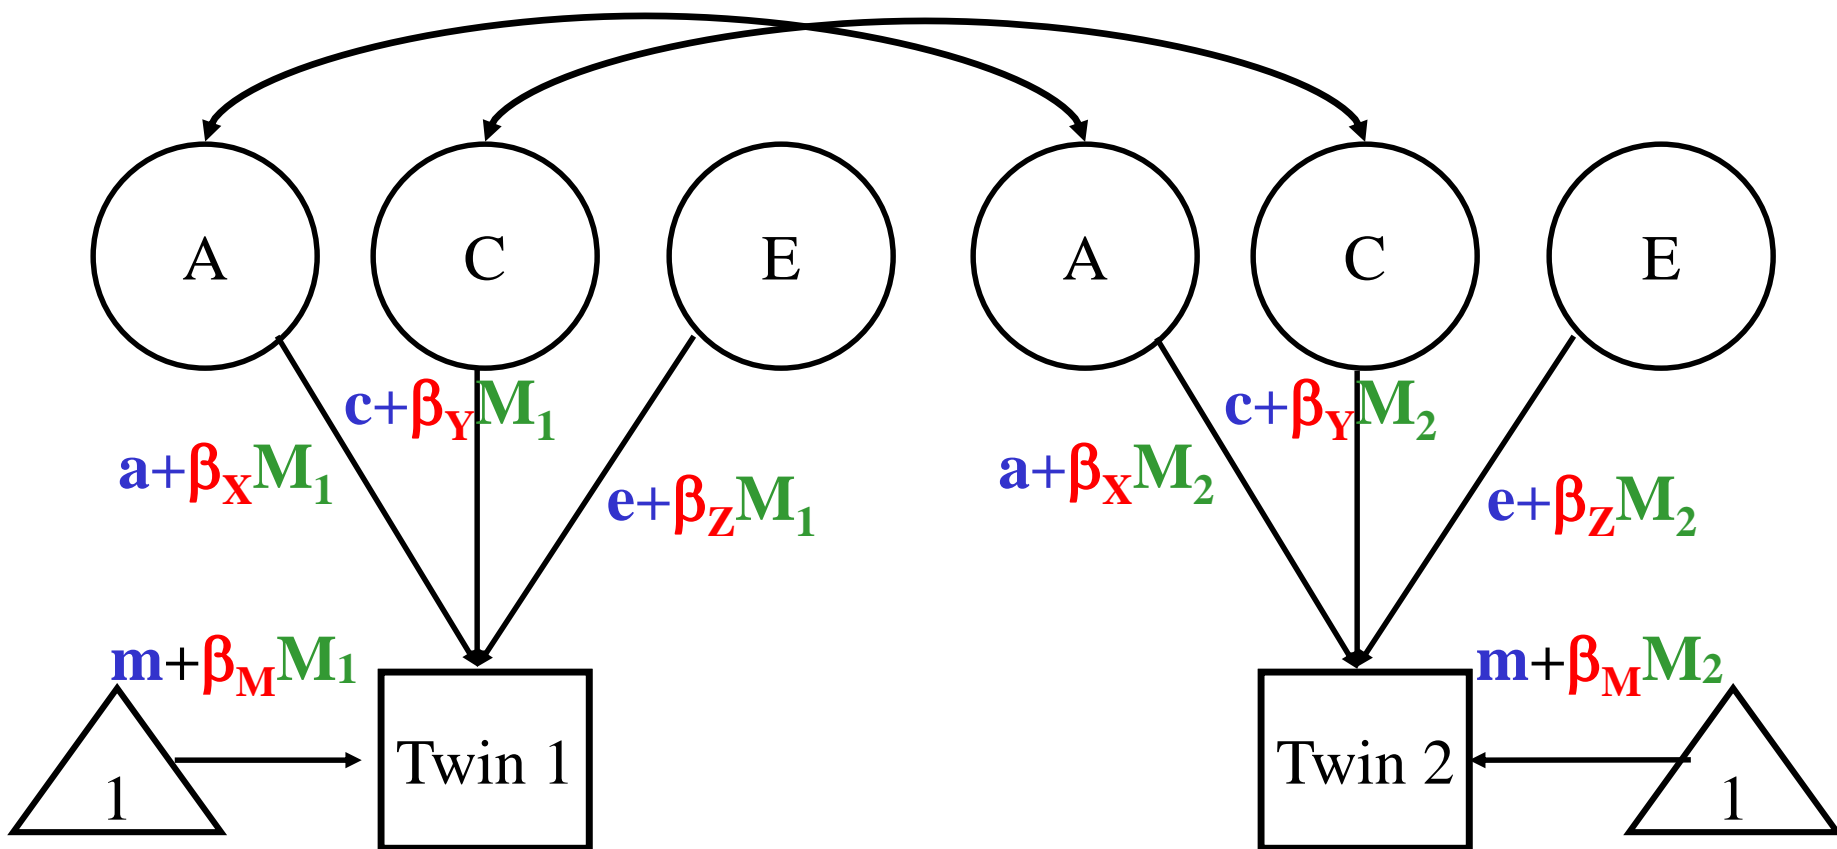 A C E A C E
c+βYM1 c+βYM2
a+βXM1 a+βXM2
e+βZM1 e+βZM2
m+βMM1 m+βMM2
Twin 1 Twin 2
1 1